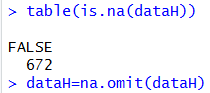 > table(is.na(dataH))
FALSE
672
> dataH=na.omit(dataH)